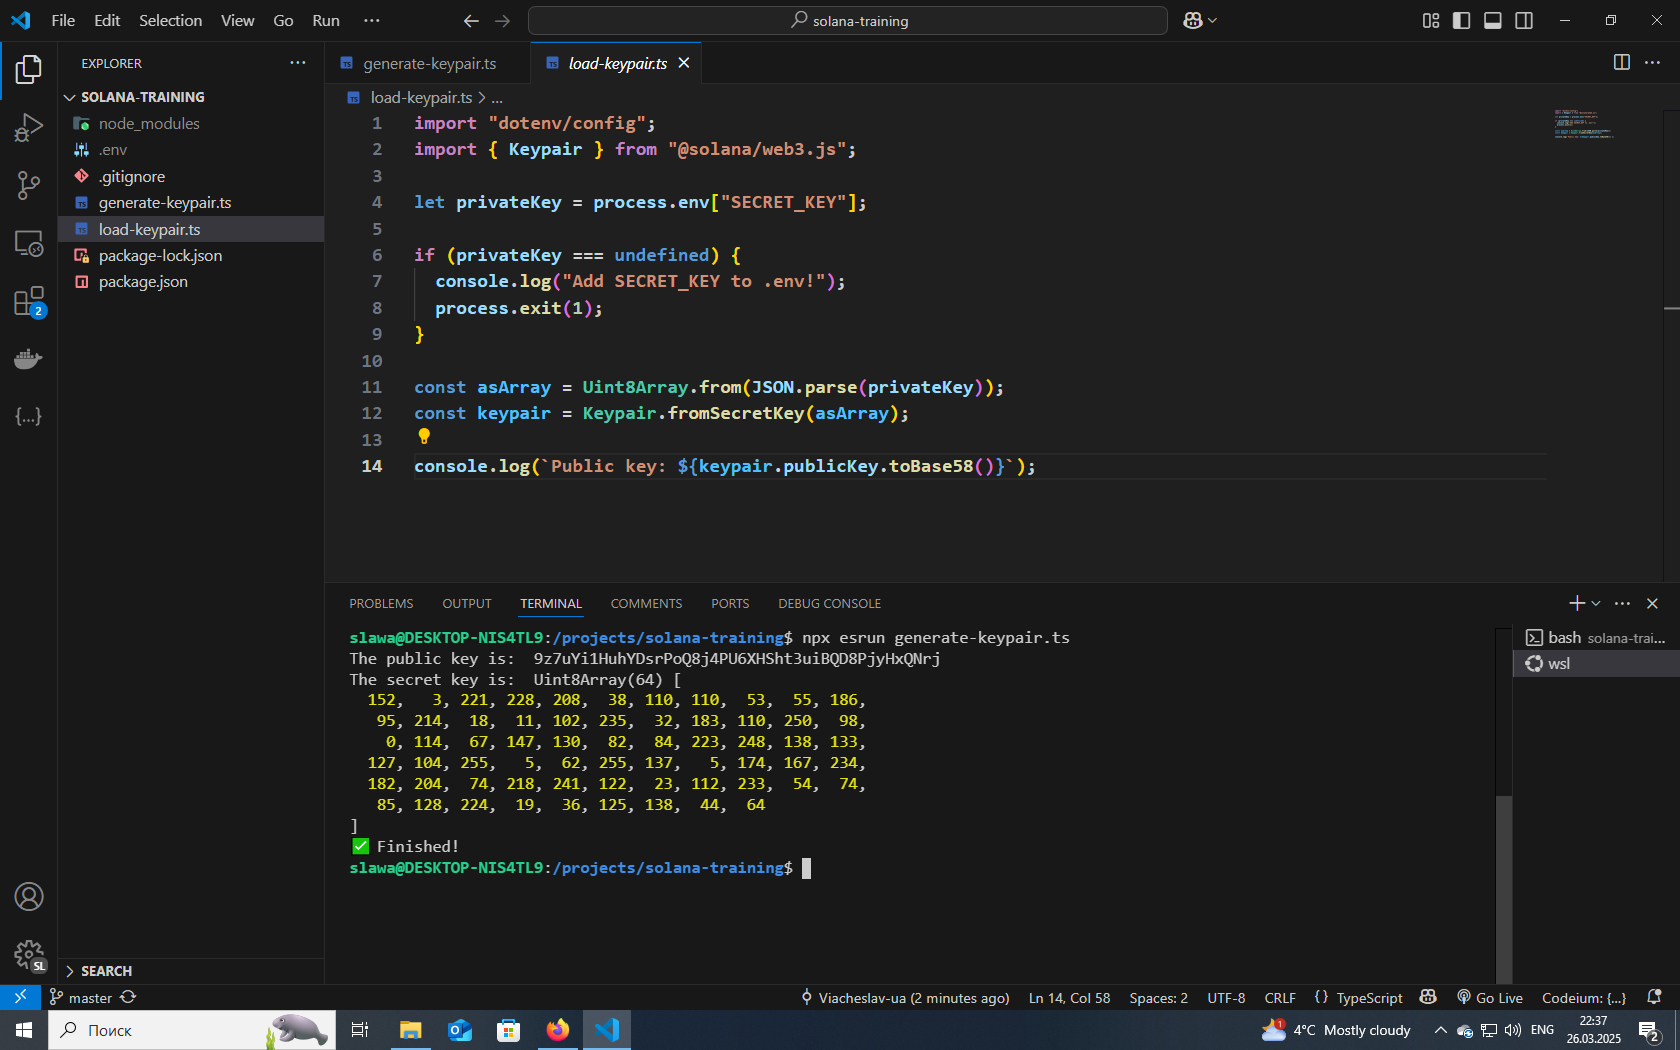 File Edit Selection View Go Run ··· solana-training
EXPLORER ···
SOLANA-TRAINING
node_modules
.env
.gitignore
generate-keypair.ts
load-keypair.ts
package-lock.json
package.json
2
SL
SEARCH
generate-keypair.ts load-keypair.ts
load-keypair.ts > ...
1 import "dotenv/config";
2 import { Keypair } from "@solana/web3.js";
3
4 let privateKey = process.env["SECRET_KEY"];
5
6 if (privateKey === undefined) {
7 console.log("Add SECRET_KEY to .env!");
8 process.exit(1);
9 }
10
11 const asArray = Uint8Array.from(JSON.parse(privateKey));
12 const keypair = Keypair.fromSecretKey(asArray);
13
14 console.log(`Public key: ${keypair.publicKey.toBase58()}`);
PROBLEMS OUTPUT TERMINAL COMMENTS PORTS DEBUG CONSOLE
slawa@DESKTOP-NIS4TL9:/projects/solana-training$ npx esrun generate-keypair.ts
The public key is:  9z7uYi1HuhYDsrPoQ8j4PU6XHSht3uiBQD8PjyHxQNrj
The secret key is:  Uint8Array(64) [
152, 3, 221, 228, 208, 38, 110, 110, 53, 55, 186,
95, 214, 18, 11, 102, 235, 32, 183, 110, 250, 98,
0, 114, 67, 147, 130, 82, 84, 223, 248, 138, 133,
127, 104, 255, 5, 62, 255, 137, 5, 174, 167, 234,
182, 204, 74, 218, 241, 122, 23, 112, 233, 54, 74,
85, 128, 224, 19, 36, 125, 138, 44, 64
]
✅ Finished!
slawa@DESKTOP-NIS4TL9:/projects/solana-training$
bash solana-trai...
wsl
master Viacheslav-ua (2 minutes ago) Ln 14, Col 58 Spaces: 2 UTF-8 CRLF {} TypeScript Go Live Codeium: {...}
Поиск 1 4°C Mostly cloudy ENG 22:37
26.03.2025 2